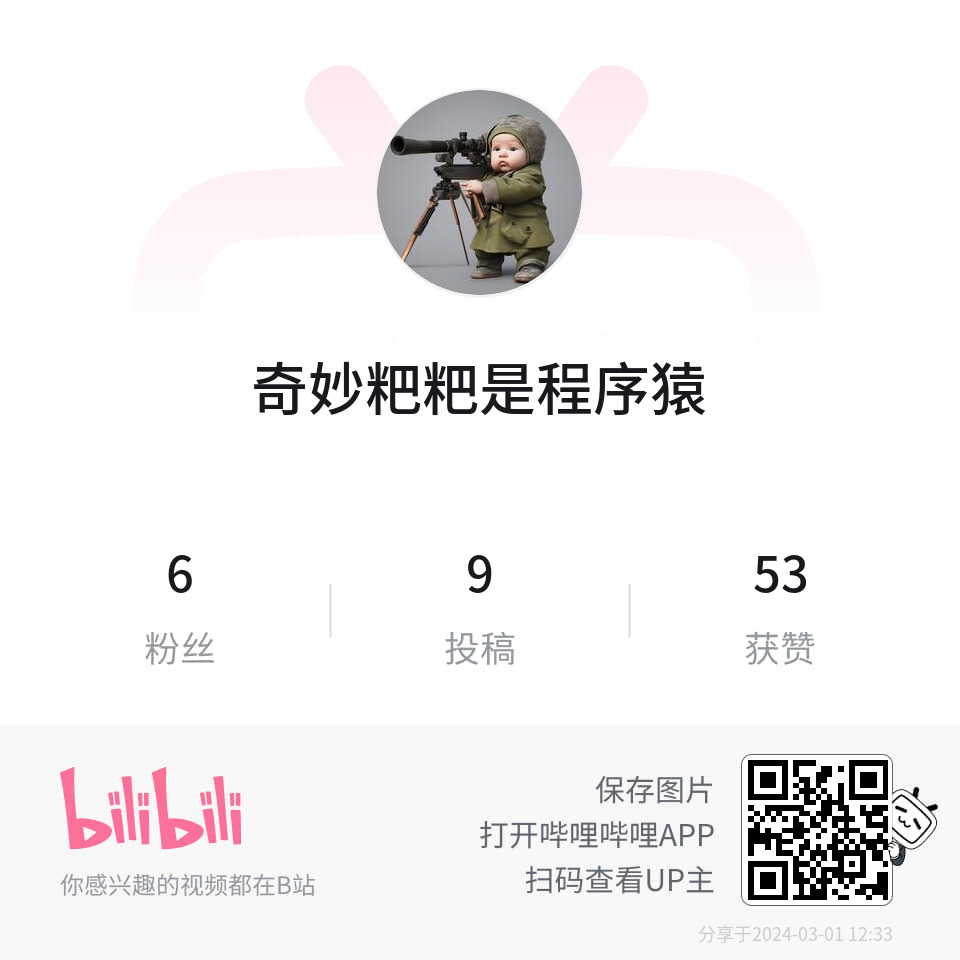 奇妙粑粑是程序猿
6 9 53
粉丝 投稿 获赞
bilibili
你感兴趣的视频都在B站
保存图片
打开哔哩哔哩APP
扫码查看UP主
分享于2024-03-01 12:33